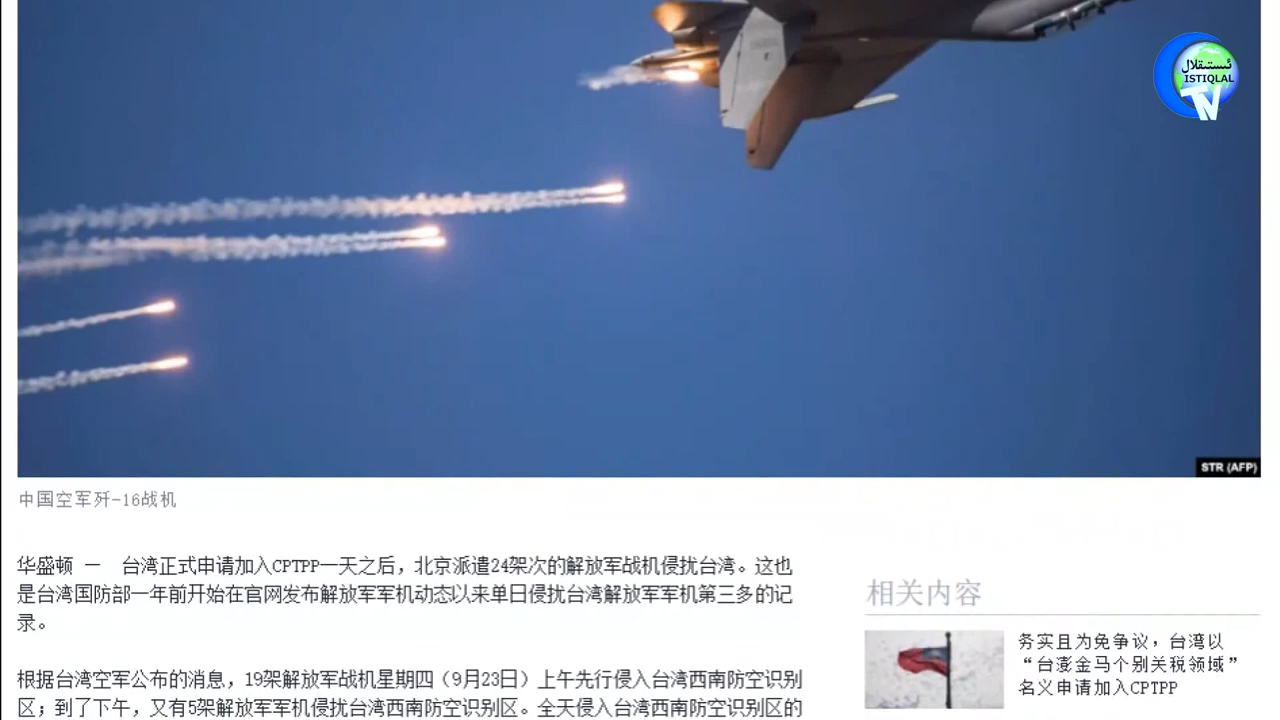 ئىستىقلال
ISTIQLAL
TV
STR (AFP)
中国空军歼-16战机
华盛顿 — 台湾正式申请加入CPTPP一天之后，北京派遣24架次的解放军战机侵扰台湾。这也
是台湾国防部一年前开始在官网发布解放军军机动态以来单日侵扰台湾解放军军机第三多的记
录。
根据台湾空军公布的消息，19架解放军战机星期四（9月23日）上午先行侵入台湾西南防空识别
区；到了下午，又有5架解放军军机侵扰台湾西南防空识别区。全天侵入台湾西南防空识别区的
相关内容
务实且为免争议，台湾以
“台澎金马个别关税领域”
名义申请加入CPTPP